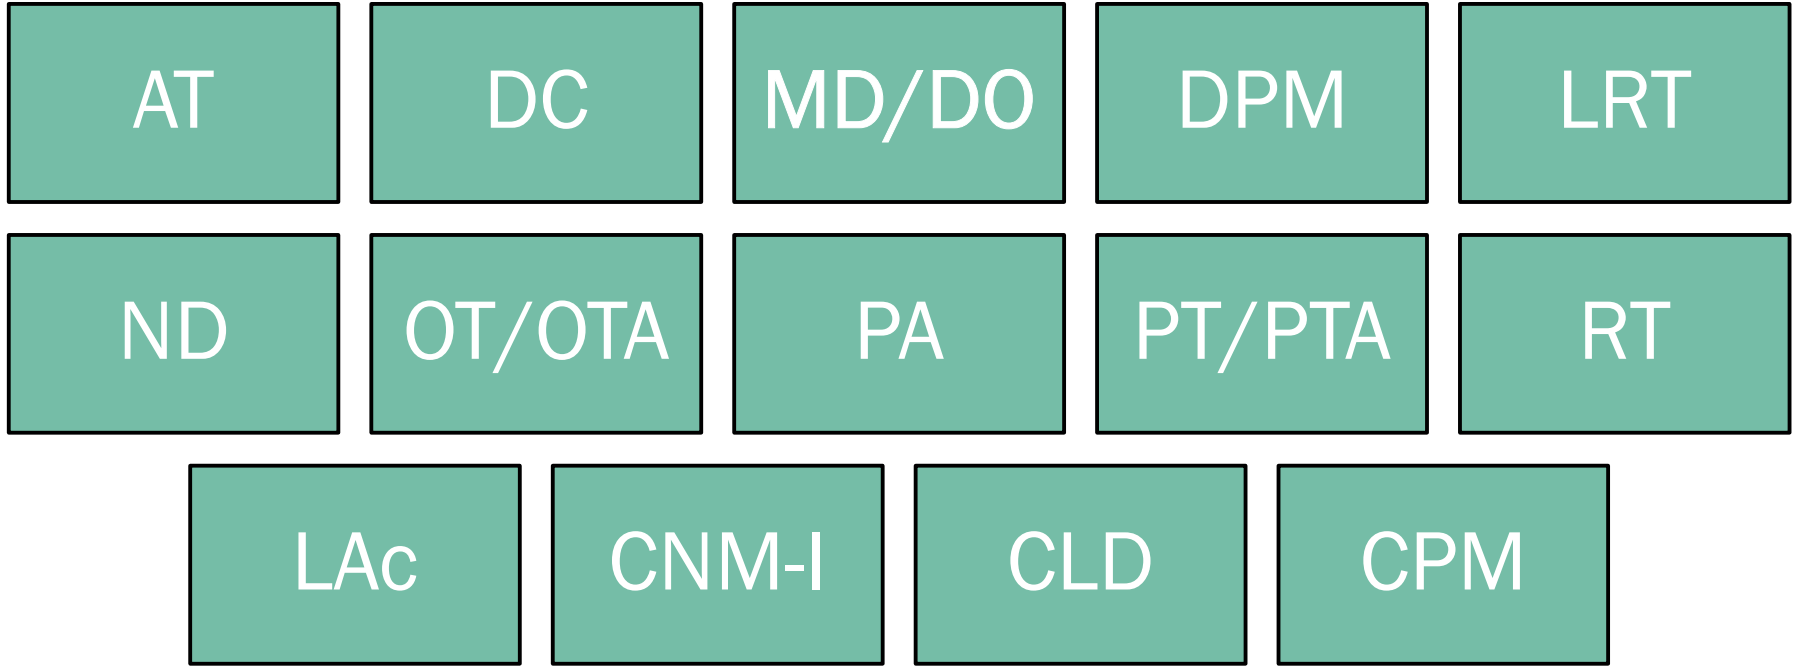 AT
DC
MD/DO
DPM
LRT
ND
OT/OTA
PA
PT/PTA
RT
LAc
CNM-I
CLD
CPM